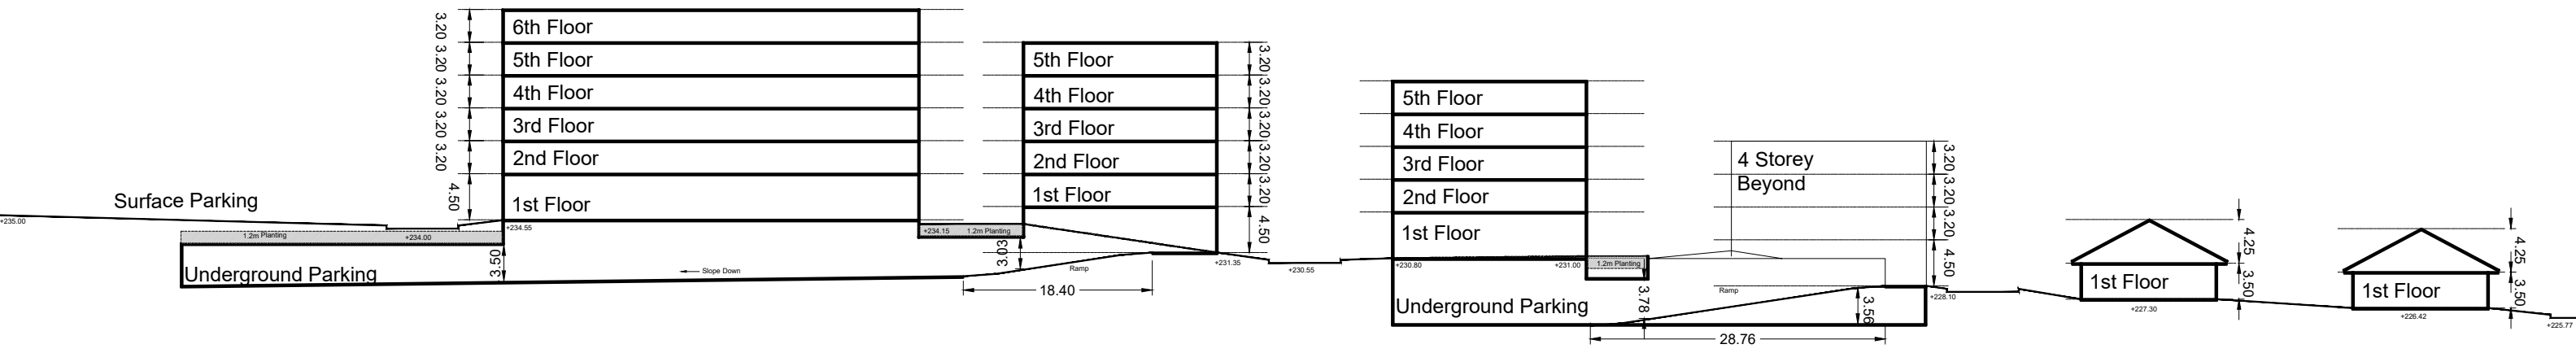 3.20
3.20
3.20
3.20
3.20
4.50
6th Floor
5th Floor
4th Floor
3rd Floor
2nd Floor
1st Floor
Surface Parking
+235.00
1.2m Planting
+234.00
+234.55
Underground Parking
3.50
Slope Down
+234.15
1.2m Planting
3.03
Ramp
18.40
5th Floor
4th Floor
3rd Floor
2nd Floor
1st Floor
3.20
3.20
3.20
3.20
3.20
4.50
+231.35
+230.55
5th Floor
4th Floor
3rd Floor
2nd Floor
1st Floor
+230.80
+231.00
1.2m Planting
Underground Parking
3.78
Ramp
3.56
28.76
4 Storey
Beyond
3.20
3.20
3.20
4.50
+228.10
1st Floor
+227.30
4.25
3.50
1st Floor
+226.42
4.25
3.50
+225.77